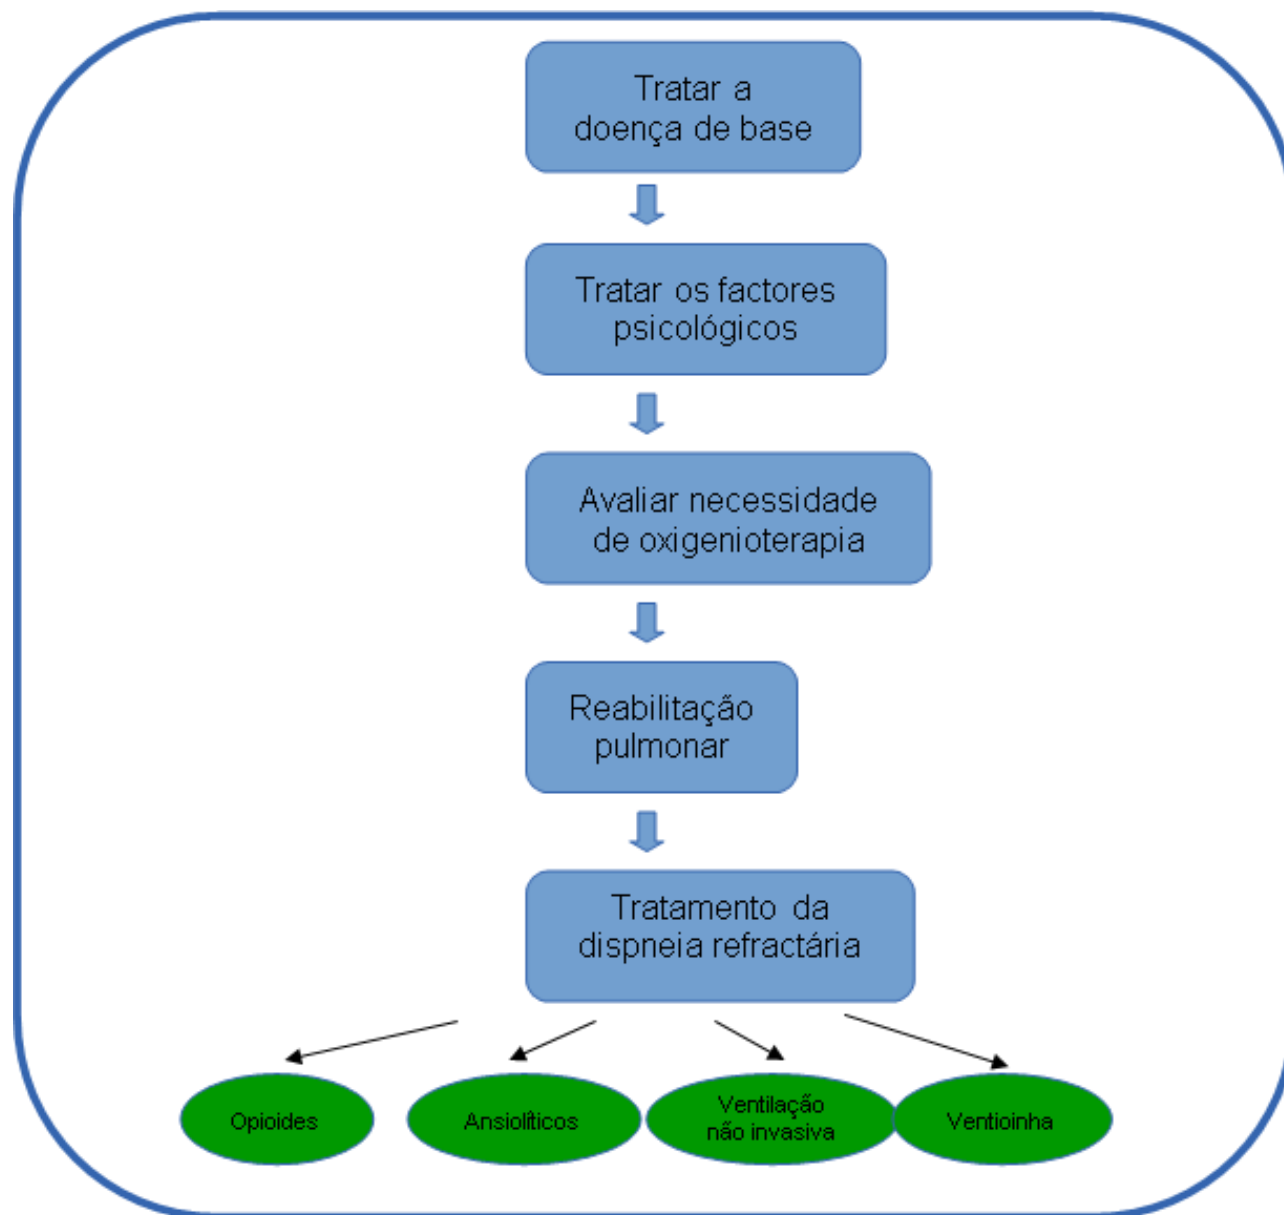 Tratar a
doença de base
Tratar os factores
psicológicos
Avaliar necessidade
de oxigenioterapia
Reabilitação
pulmonar
Tratamento da
dispneia refractária
Opioides
Ansiolíticos
Ventilação
não invasiva
Ventioinha